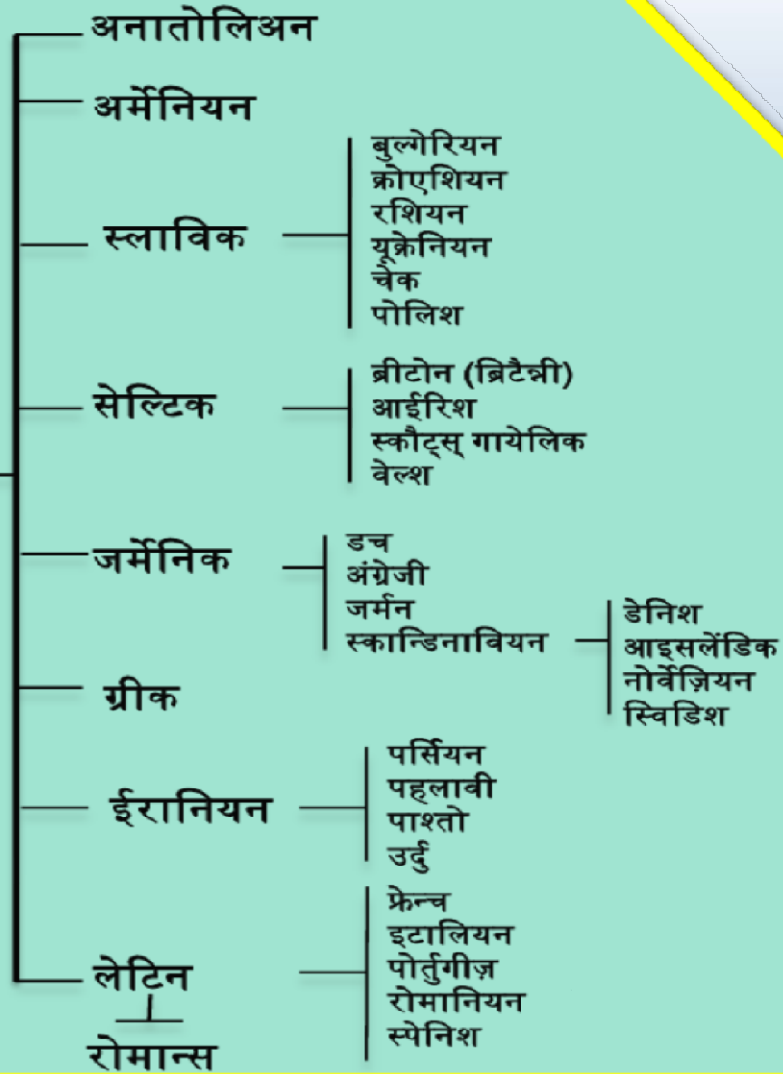 अनातोलिअन
अर्मेनियन
स्लाविक
बुल्गेरियन
क्रोएशियन
रशियन
यूक्रेनियन
चेक
पोलिश
सेल्टिक
ब्रीटोन (ब्रिटैन्नी)
आईरिश
स्कौट्स् गायेलिक
वेल्श
जर्मेनिक
डच
अंग्रेजी
जर्मन
स्कान्डिनावियन
डेनिश
आइसलेंडिक
नोर्वेज़ियन
स्विडिश
ग्रीक
ईरानियन
पर्सियन
पहलावी
पाश्तो
उर्दु
लेटिन
रोमान्स
फ्रेन्च
इटालियन
पोर्तुगीज़
रोमानियन
स्पेनिश